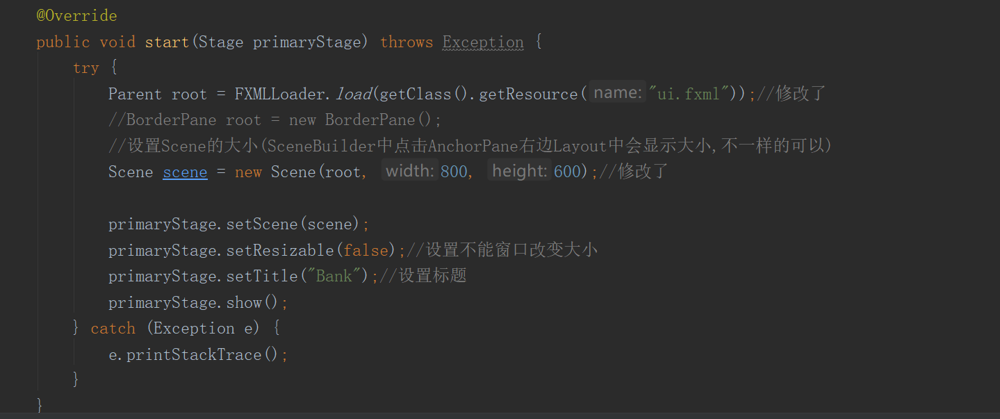 @Override
public void start(Stage primaryStage) throws Exception {
try {
Parent root = FXMLLoader.load(getClass().getResource( name: "ui.fxml"));//修改了
//BorderPane root = new BorderPane();
//设置Scene的大小(SceneBuilder中点击AnchorPane右边Layout中会显示大小,不一样的可以)
Scene scene = new Scene(root, width: 800, height: 600);//修改了
primaryStage.setScene(scene);
primaryStage.setResizable(false);//设置不能窗口改变大小
primaryStage.setTitle("Bank");//设置标题
primaryStage.show();
} catch (Exception e) {
e.printStackTrace();
}
}